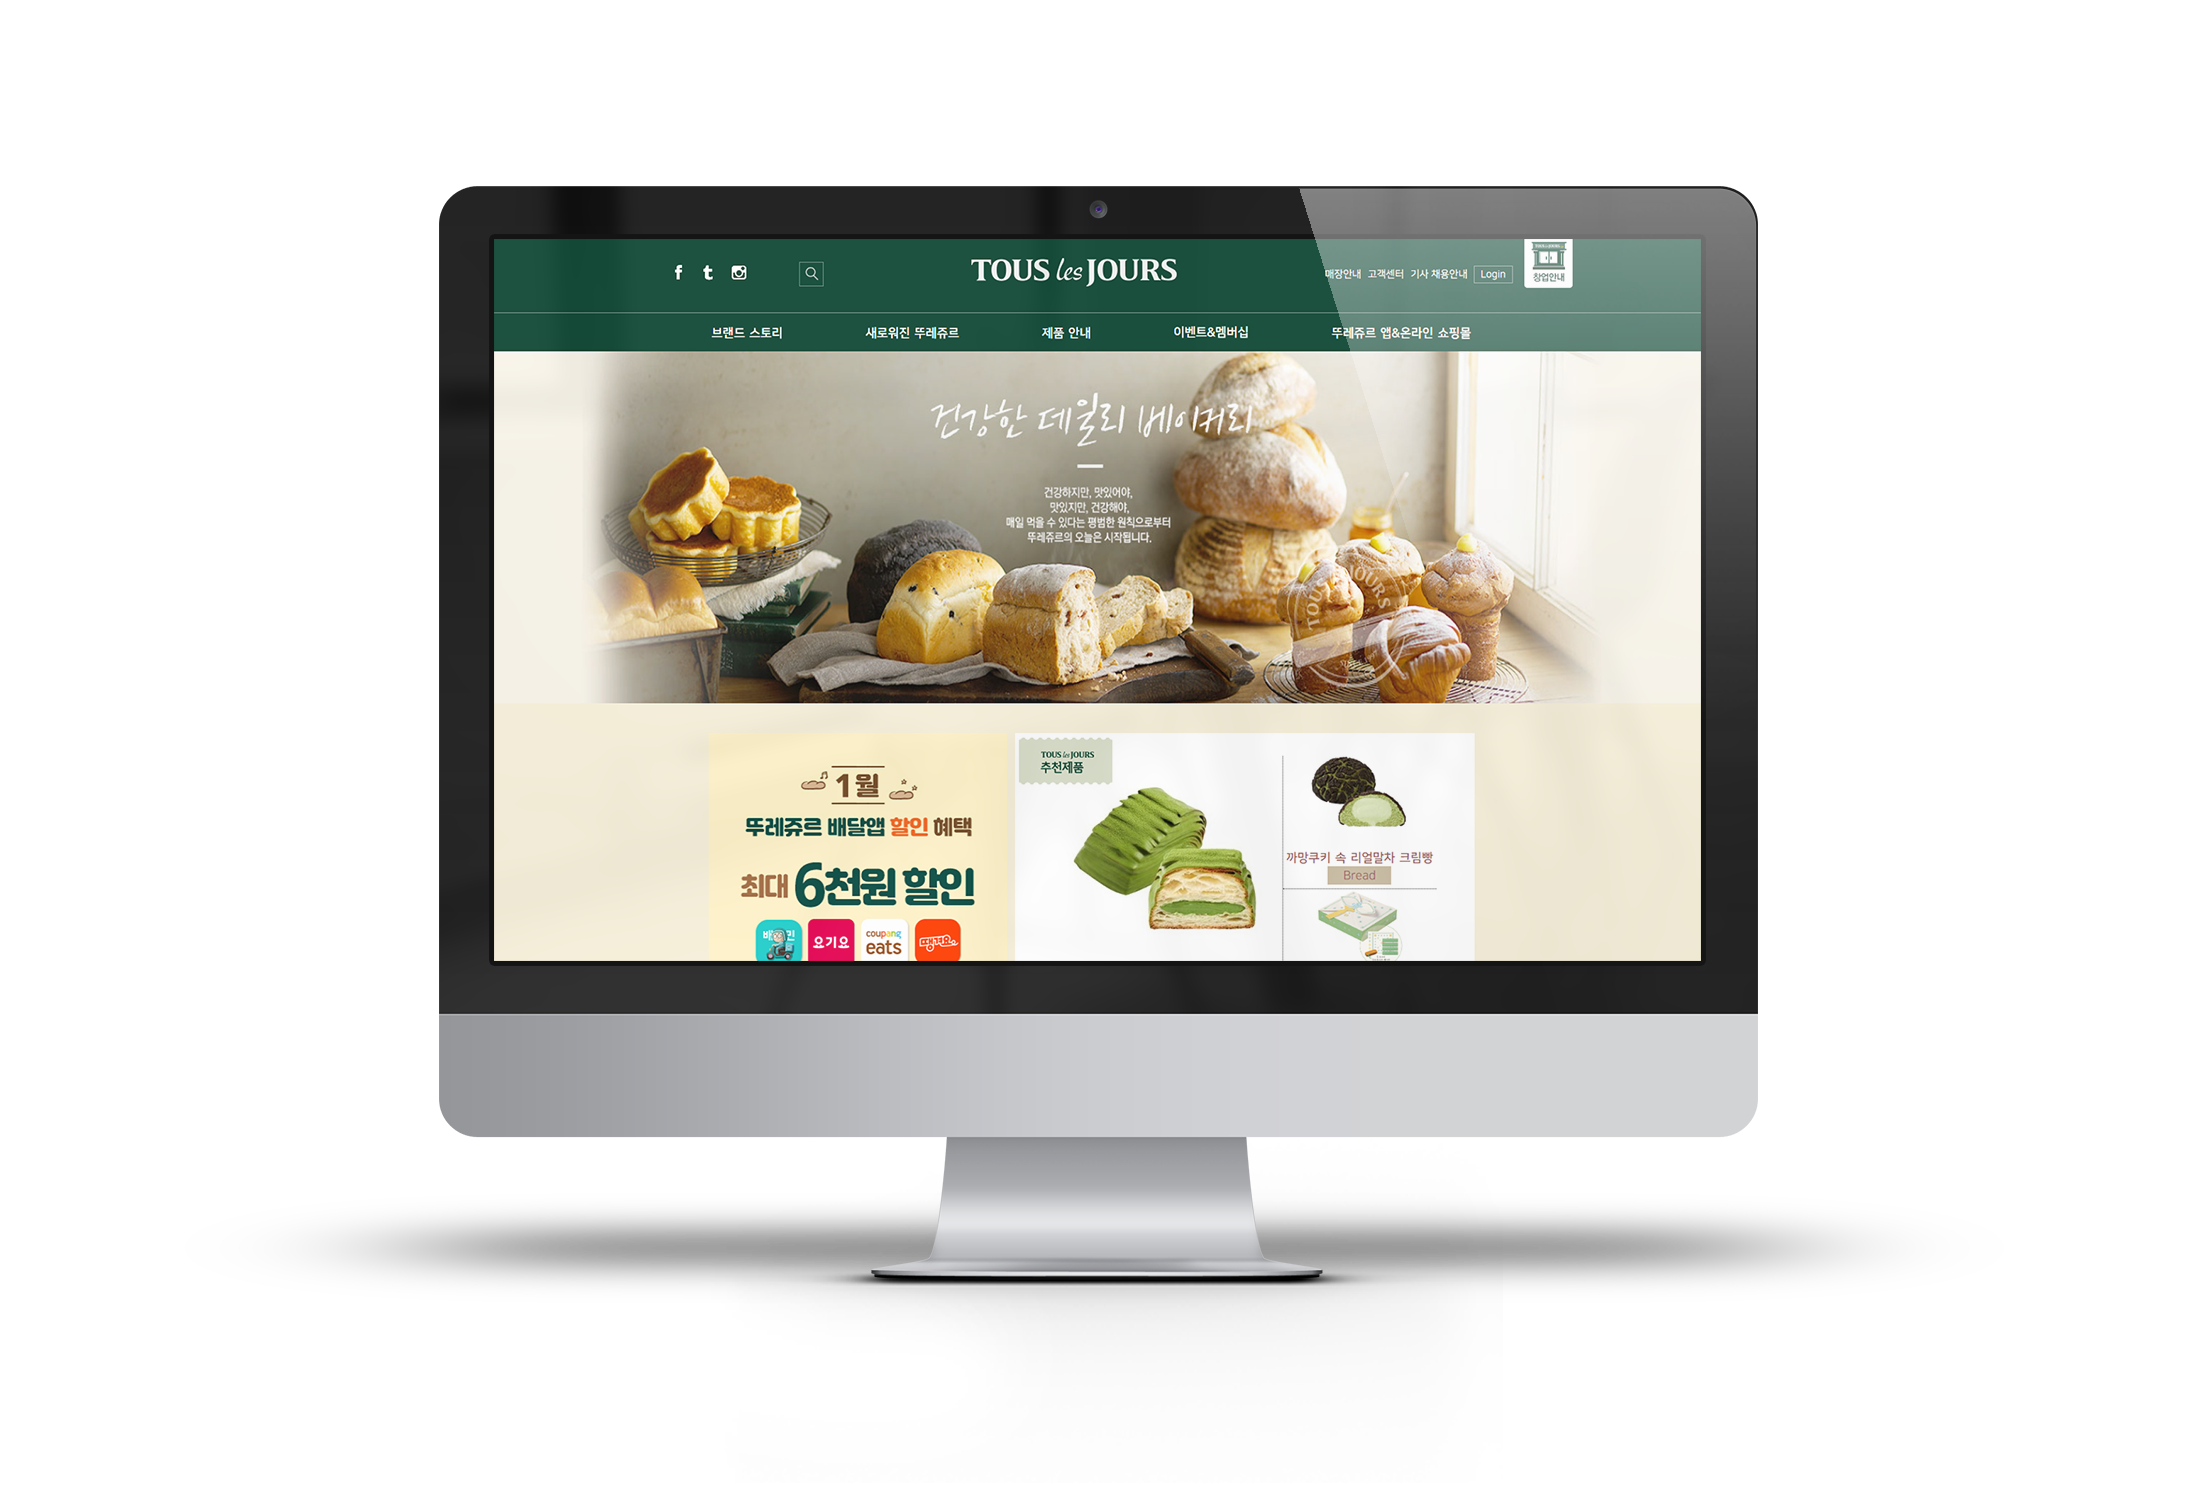 TOUS les JOURS
매장안내 고객센터 기사 채용안내 Login
창업안내
브랜드 스토리 새로워진 뚜레쥬르 제품 안내 이벤트&멤버십 뚜레쥬르 앱&온라인 쇼핑몰
건강한 데일리 베이커리
건강하지만, 맛있어야,
맛있지만, 건강해야,
매일 먹을 수 있다는 평범한 원칙으로부터
뚜레쥬르의 오늘은 시작됩니다.
1월
뚜레쥬르 배달앱 할인 혜택
최대 6천원 할인
요기요
coupang
eats
땡겨요
TOUS les JOURS
추천제품
까망쿠키 속 리얼말차 크림빵
Bread